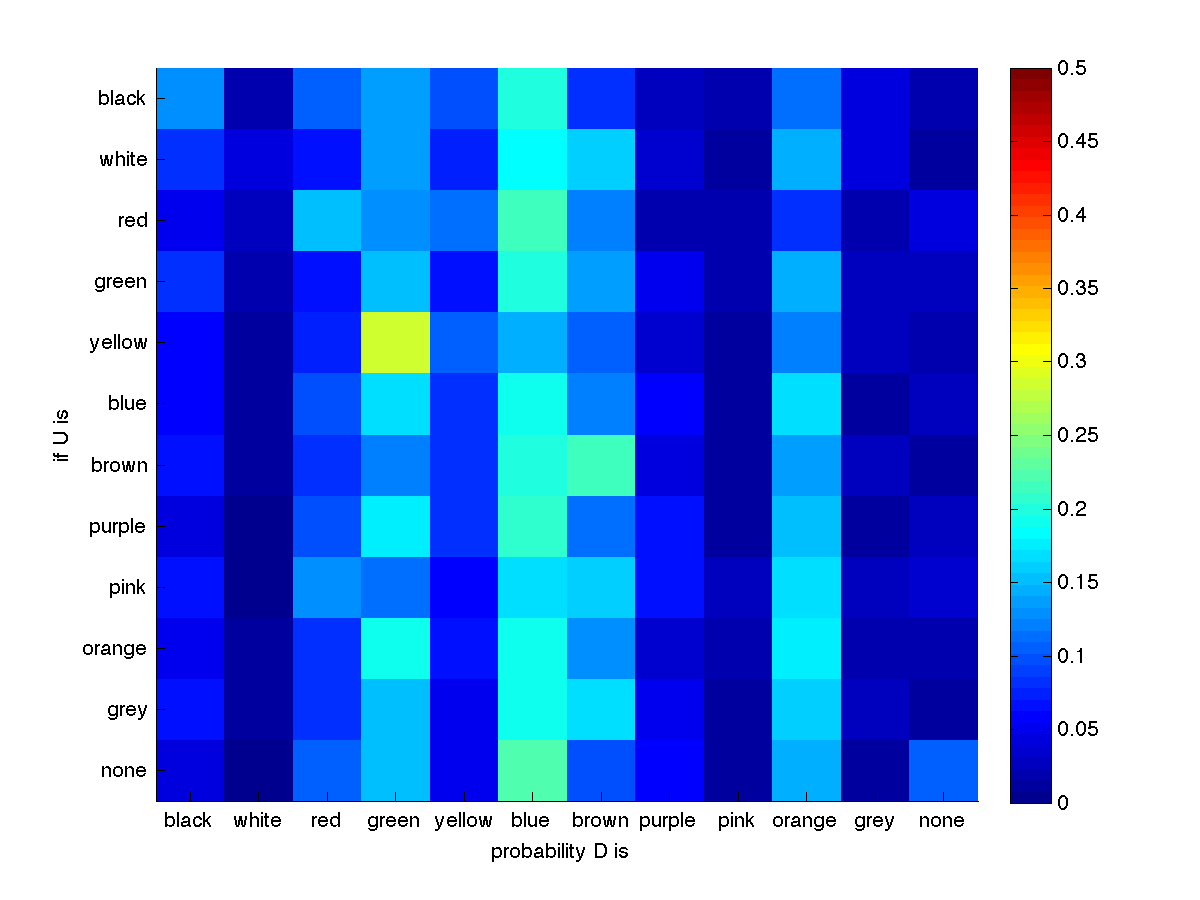 black
white
red
green
yellow
blue
brown
purple
pink
orange
grey
none
if U is
black white red green yellow blue brown purple pink orange grey none
probability D is
0.5
0.45
0.4
0.35
0.3
0.25
0.2
0.15
0.1
0.05
0